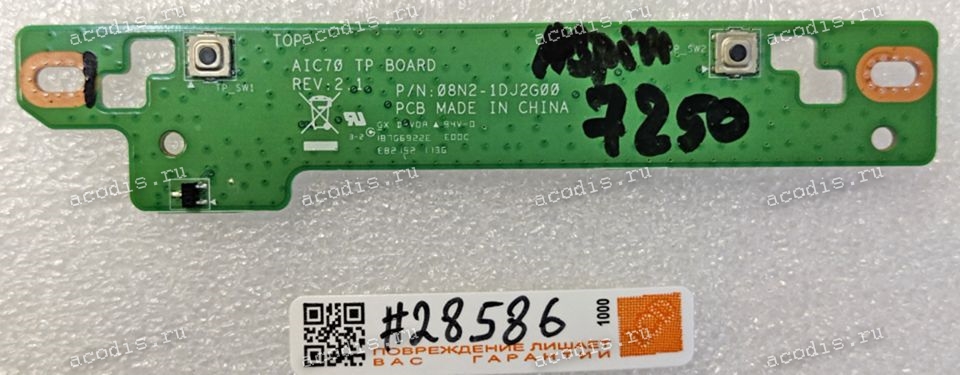 TOP
TP_SW1
TP_SW2
AIC70 TP BOARD
REV:2.1
P/N:08N2-1DJ2G00
PCB MADE IN CHINA
7250
#28586
1000
ПОВРЕЖДЕНИЕ ЛИШАЕТ
ВАС ГАРАНТИИ
acodis.ru